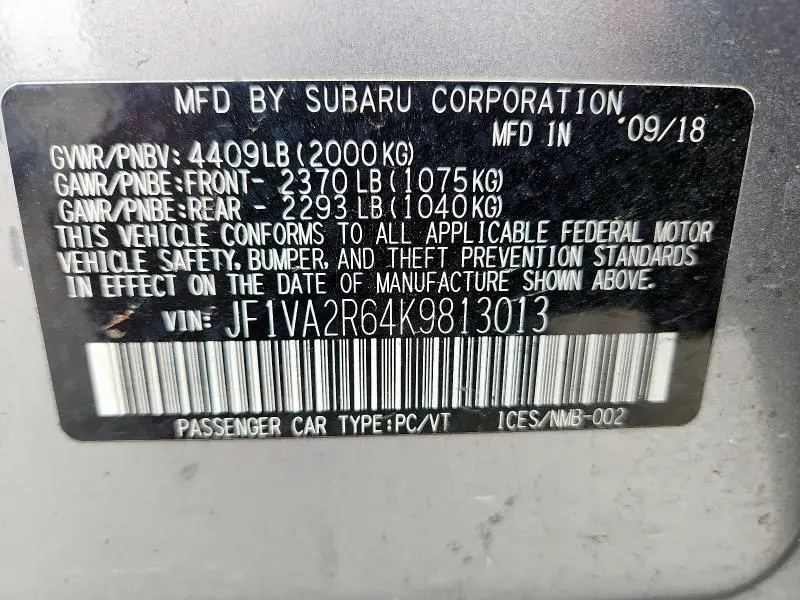 MFD BY SUBARU CORPORATION
MFD IN 09/18
GVWR/PNBV: 4409LB(2000KG)
GAWR/PNBE:FRONT- 2370LB(1075KG)
GAWR/PNBE:REAR - 2293LB(1040KG)
THIS VEHICLE CONFORMS TO ALL APPLICABLE FEDERAL MOTOR
VEHICLE SAFETY, BUMPER, AND THEFT PREVENTION STANDARDS
IN EFFECT ON THE DATE OF MANUFACTURE SHOWN ABOVE.
VIN: JF1VA2R64K9813013
PASSENGER CAR TYPE:PC/VT ICES/NMB-002